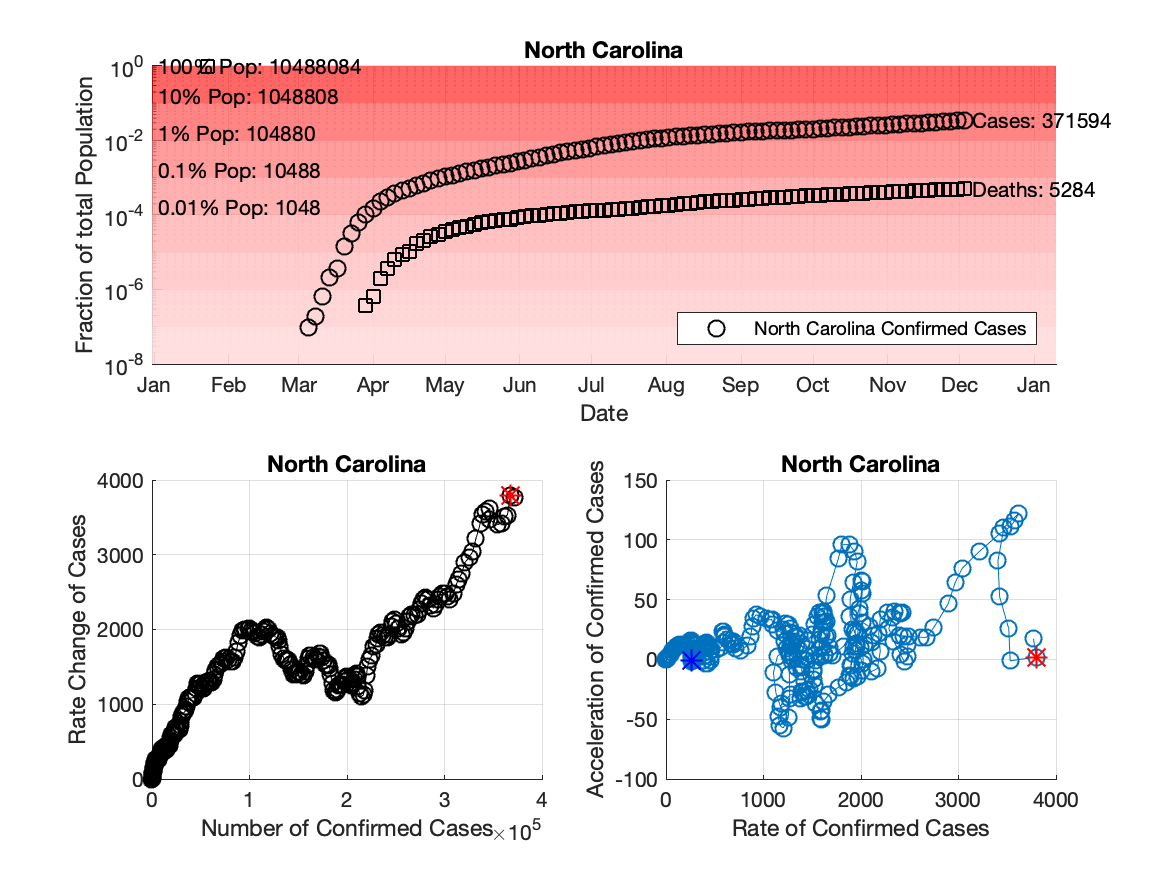 North Carolina
Fraction of total Population
10^0
10^-2
10^-4
10^-6
10^-8
100% Pop: 10488084
10% Pop: 1048808
1% Pop: 104880
0.1% Pop: 10488
0.01% Pop: 1048
Cases: 371594
Deaths: 5284
North Carolina Confirmed Cases
Jan Feb Mar Apr May Jun Jul Aug Sep Oct Nov Dec Jan
Date
North Carolina
Rate Change of Cases
4000
3000
2000
1000
0
0 1 2 3 4
Number of Confirmed Cases ×10^5
North Carolina
Acceleration of Confirmed Cases
150
100
50
0
-50
-100
0 1000 2000 3000 4000
Rate of Confirmed Cases